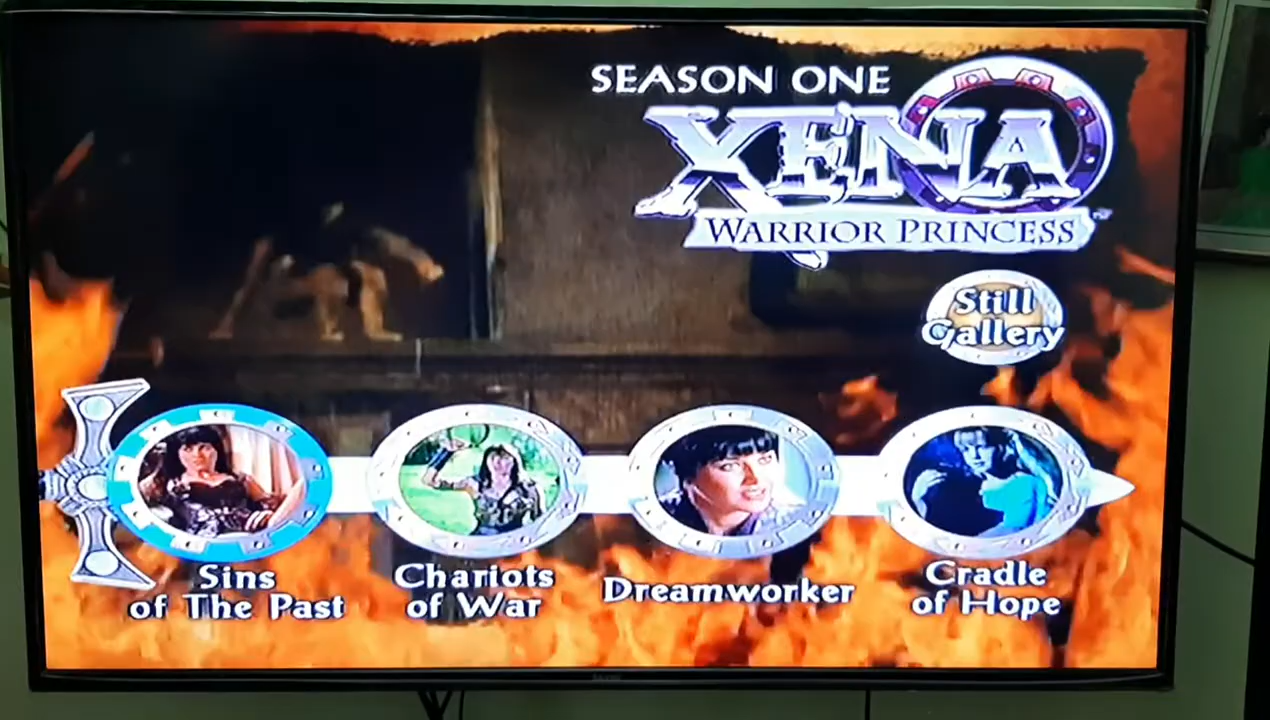 SEASON ONE
XENA
WARRIOR PRINCESS
Still
Gallery
Sins
of The Past
Chariots
of War
Dreamworker
Cradle
of Hope